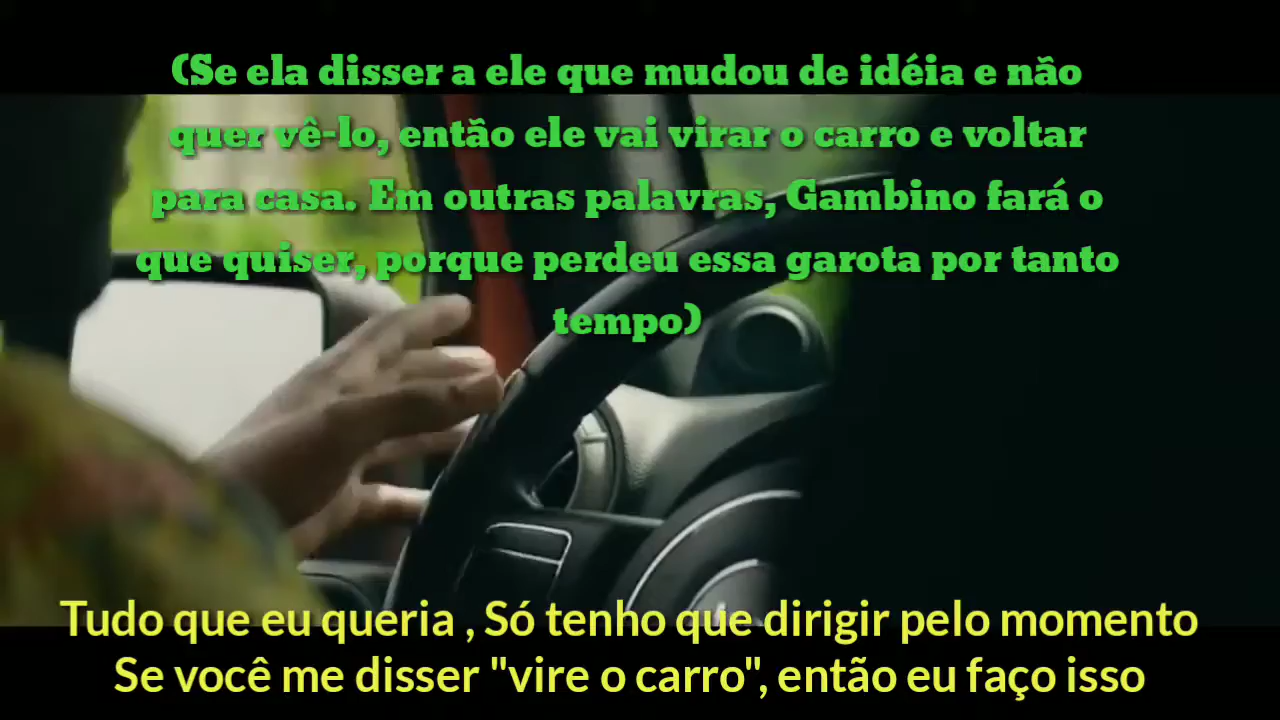 (Se ela disser a ele que mudou de idéia e não
quer vê-lo, então ele vai virar o carro e voltar
para casa. Em outras palavras, Gambino fará o
que quiser, porque perdeu essa garota por tanto
tempo)
Tudo que eu queria , Só tenho que dirigir pelo momento
Se você me disser "vire o carro", então eu faço isso